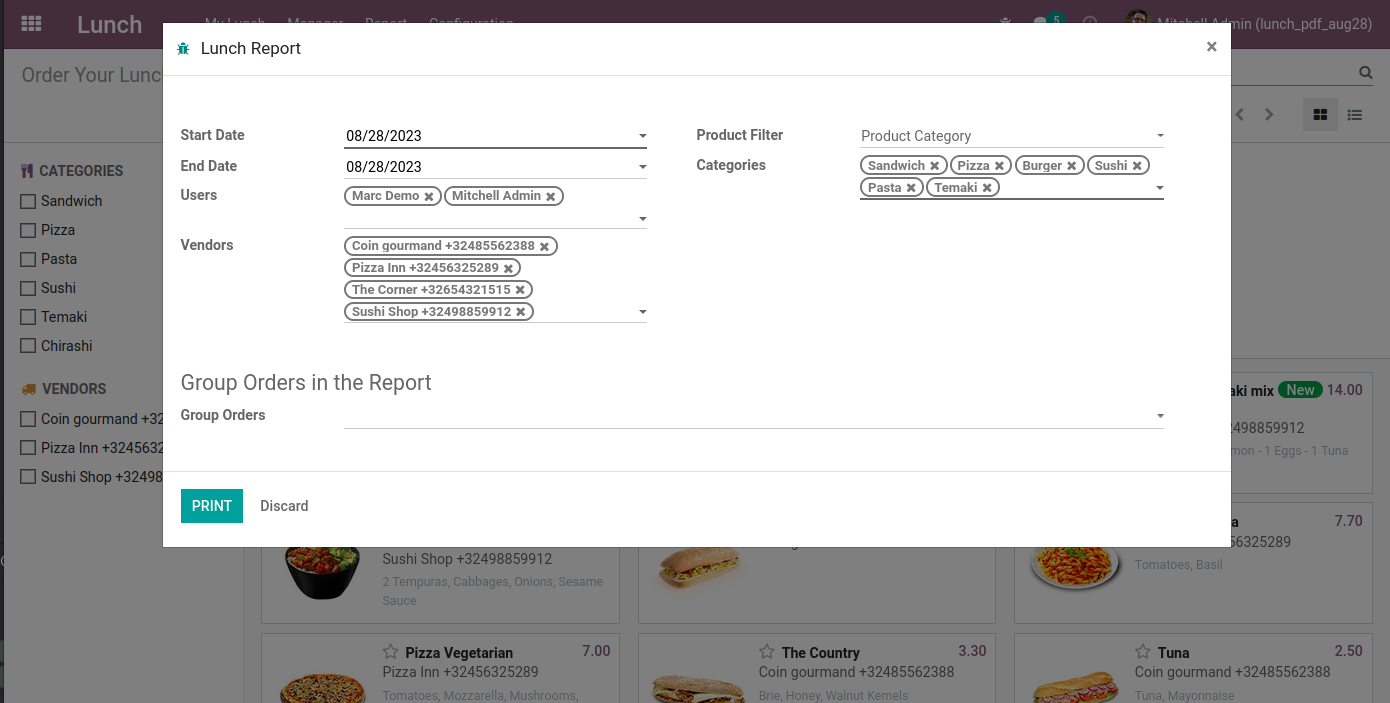 Lunch
My Lunch Manager Report Configuration
5
Mitchell Admin (lunch_pdf_aug28)
Lunch Report
×
Order Your Lunc
Start Date 08/28/2023
End Date 08/28/2023
Users Marc Demo ✖ Mitchell Admin ✖
Vendors Coin gourmand +32485562388 ✖
Pizza Inn +32456325289 ✖
The Corner +32654321515 ✖
Sushi Shop +32498859912 ✖
Product Filter Product Category
Categories Sandwich ✖ Pizza ✖ Burger ✖ Sushi ✖
Pasta ✖ Temaki ✖
Group Orders in the Report
Group Orders
PRINT Discard
CATEGORIES
Sandwich
Pizza
Pasta
Sushi
Temaki
Chirashi
VENDORS
Coin gourmand +32
Pizza Inn +3245632
Sushi Shop +32498
aki mix New 14.00
2498859912
mon - 1 Eggs - 1 Tuna
Sushi Shop +32498859912
2 Tempuras, Cabbages, Onions, Sesame
Sauce
a 7.70
56325289
Tomatoes, Basil
Pizza Vegetarian 7.00
Pizza Inn +32456325289
Tomatoes, Mozzarella, Mushrooms,
The Country 3.30
Coin gourmand +32485562388
Brie, Honey, Walnut Kernels
Tuna 2.50
Coin gourmand +32485562388
Tuna, Mayonnaise